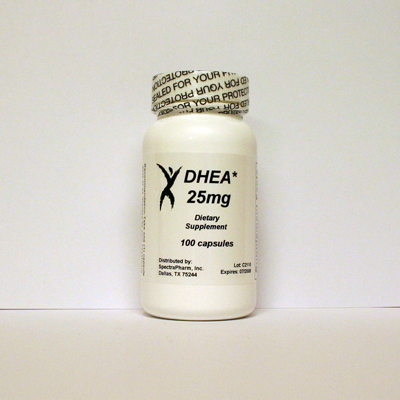 SEALED FOR YOUR PROTECTION
DHEA*
25mg
Dietary
Supplement
100 capsules
Distributed by:
SpectraPharm, Inc.
Dallas, TX 75244
Lot:
Expires: